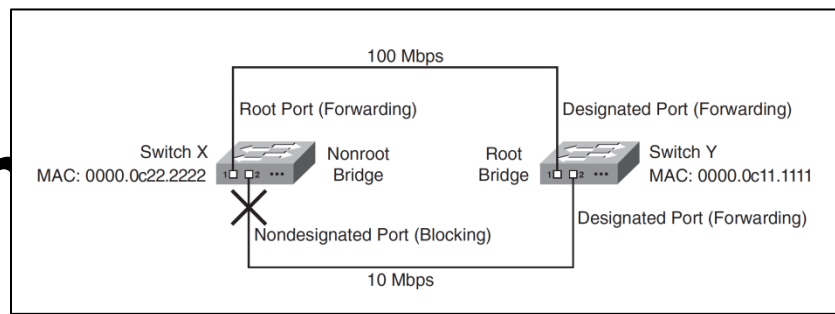 100 Mbps
Root Port (Forwarding)
Designated Port (Forwarding)
Switch X
MAC: 0000.0c22.2222
1 2 •••
Nonroot
Bridge
Root
Bridge
1 2 •••
Switch Y
MAC: 0000.0c11.1111
Designated Port (Forwarding)
Nondesignated Port (Blocking)
10 Mbps